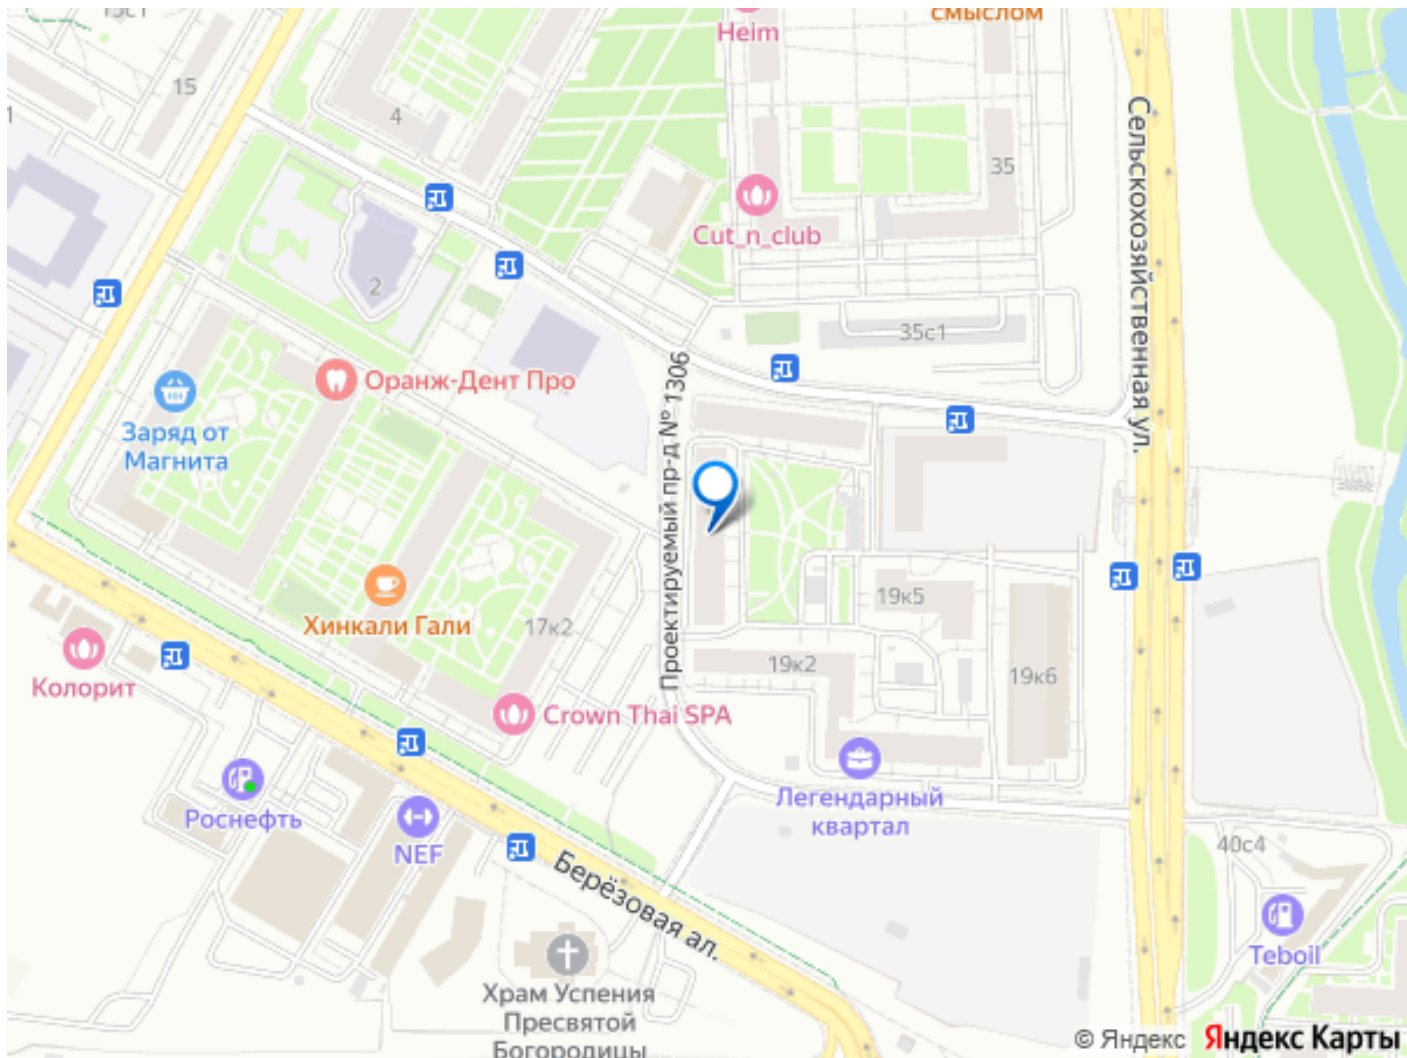 15с1
смыслом
Heim
15
4
1
35
Cut_n_club
2
35с1
Сельскохозяйственная ул.
Проектируемый пр-д № 1306
Оранж-Дент Про
Заряд от
Магнита
Хинкали Гали
17к2
19к5
19к2
19к6
Колорит
Crown Thai SPA
Роснефть
NEF
Легендарный
квартал
40с4
Берёзовая ал.
Teboil
Храм Успения
Пресвятой
Богородицы
© Яндекс Яндекс Карты